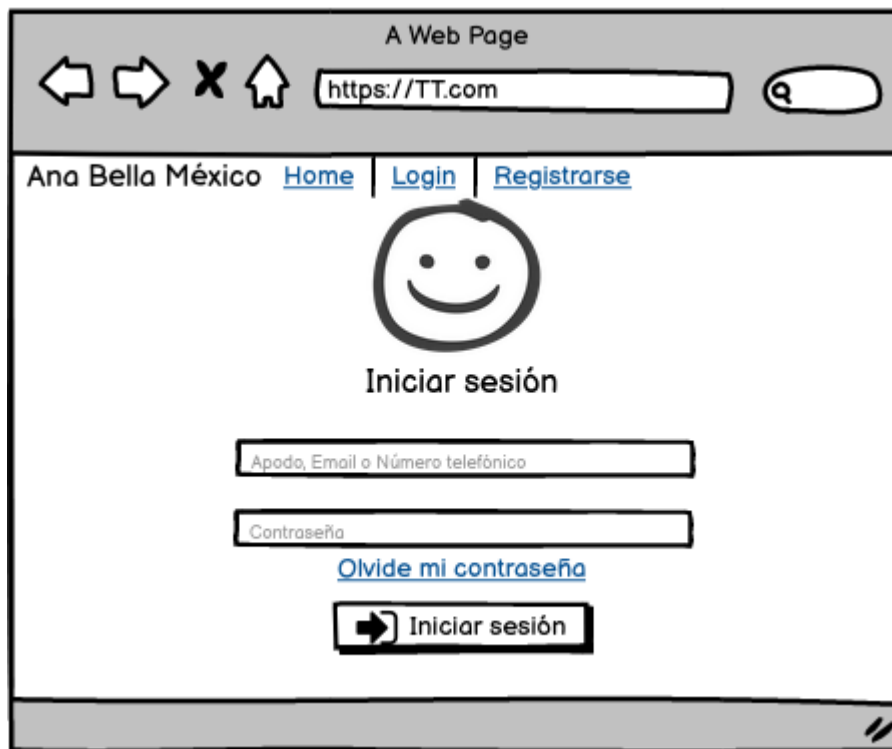 A Web Page
https://TT.com
Ana Bella México Home Login Registrarse
Iniciar sesión
Apodo, Email o Número telefónico
Contraseña
Olvide mi contraseña
Iniciar sesión